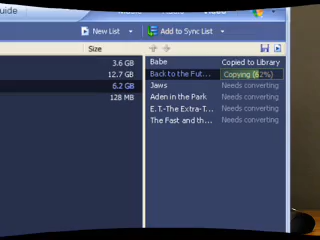 uide
New List
Add to Sync List
Size
3.6 GB
12.7 GB
6.2 GB
128 MB
Babe Copied to Library
Back to the Fut... Copying (62%)
Jaws Needs converting
Aden in the Park Needs converting
E.T.-The Extra-T... Needs converting
The Fast and th... Needs converting